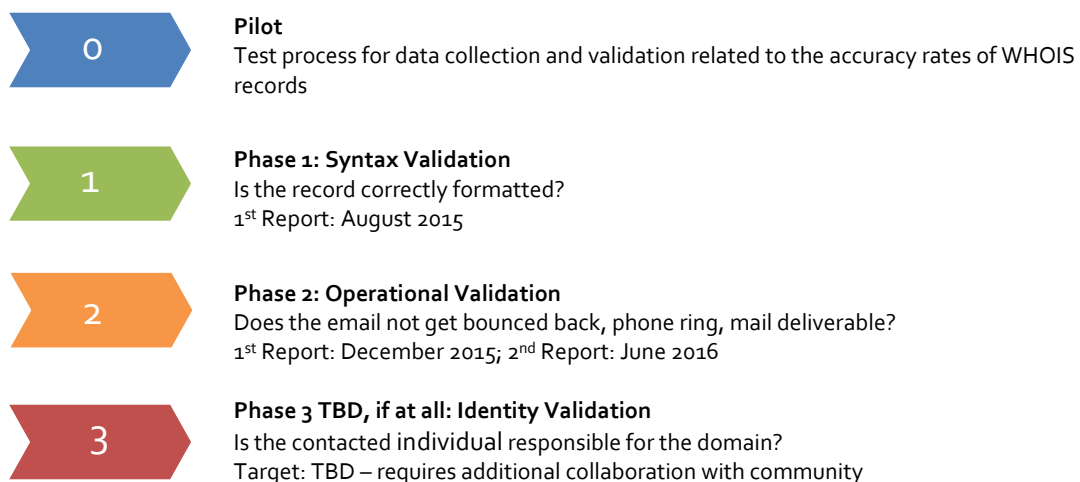 0
Pilot
Test process for data collection and validation related to the accuracy rates of WHOIS
records
1
Phase 1: Syntax Validation
Is the record correctly formatted?
1st Report: August 2015
2
Phase 2: Operational Validation
Does the email not get bounced back, phone ring, mail deliverable?
1st Report: December 2015; 2nd Report: June 2016
3
Phase 3 TBD, if at all: Identity Validation
Is the contacted individual responsible for the domain?
Target: TBD – requires additional collaboration with community